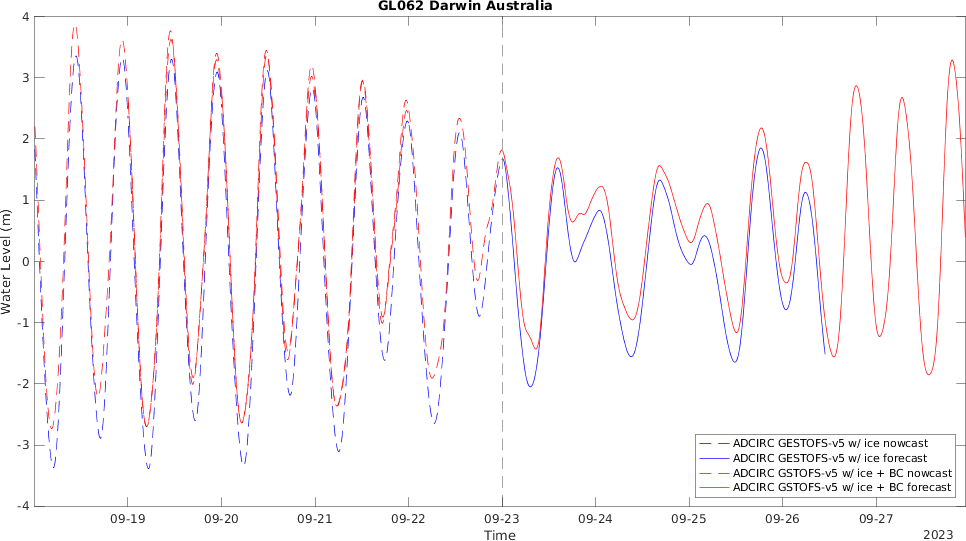 GL062 Darwin Australia
4
3
2
1
0
-1
-2
-3
-4
Water Level (m)
09-19
09-20
09-21
09-22
09-23
09-24
09-25
09-26
09-27
Time
2023
ADCIRC GESTOFS-v5 w/ ice nowcast
ADCIRC GESTOFS-v5 w/ ice forecast
ADCIRC GSTOFS-v5 w/ ice + BC nowcast
ADCIRC GSTOFS-v5 w/ ice + BC forecast